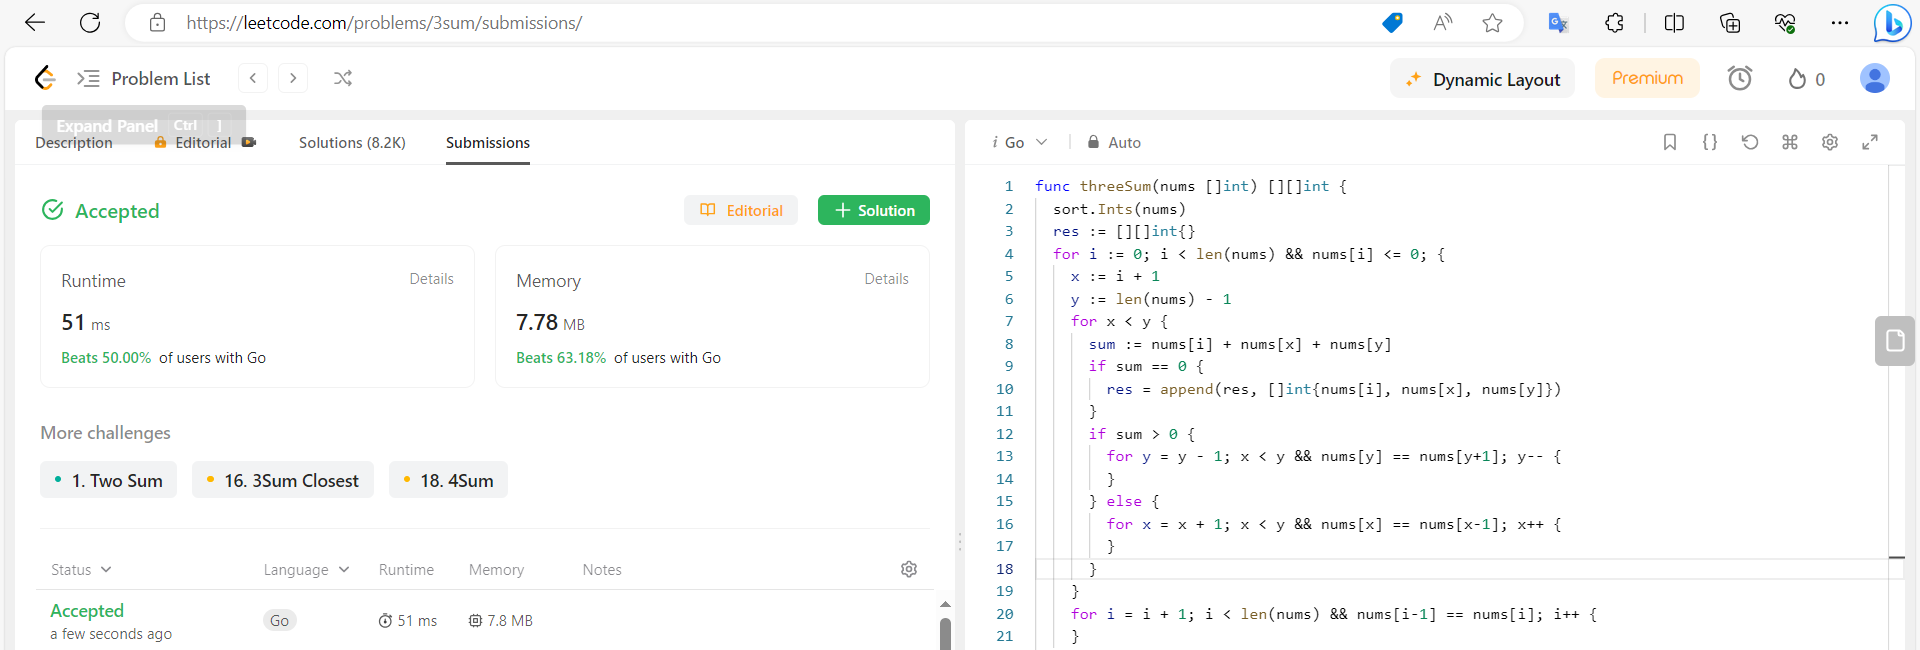 https://leetcode.com/problems/3sum/submissions/
Problem List
Dynamic Layout
Premium
0
Expand Panel Ctrl ]
Description
Editorial
Solutions (8.2K)
Submissions
Accepted
Editorial
+ Solution
Runtime
Details
51 ms
Beats 50.00% of users with Go
Memory
Details
7.78 MB
Beats 63.18% of users with Go
More challenges
1. Two Sum
16. 3Sum Closest
18. 4Sum
Status
Language
Runtime
Memory
Notes
Accepted
a few seconds ago
Go
51 ms
7.8 MB
i Go
Auto
{}
1 func threeSum(nums []int) [][]int {
2 sort.Ints(nums)
3 res := [][]int{}
4 for i := 0; i < len(nums) && nums[i] <= 0; {
5 x := i + 1
6 y := len(nums) - 1
7 for x < y {
8 sum := nums[i] + nums[x] + nums[y]
9 if sum == 0 {
10 res = append(res, []int{nums[i], nums[x], nums[y]})
11 }
12 if sum > 0 {
13 for y = y - 1; x < y && nums[y] == nums[y+1]; y-- {
14 }
15 } else {
16 for x = x + 1; x < y && nums[x] == nums[x-1]; x++ {
17 }
18 }
19 }
20 for i = i + 1; i < len(nums) && nums[i-1] == nums[i]; i++ {
21 }